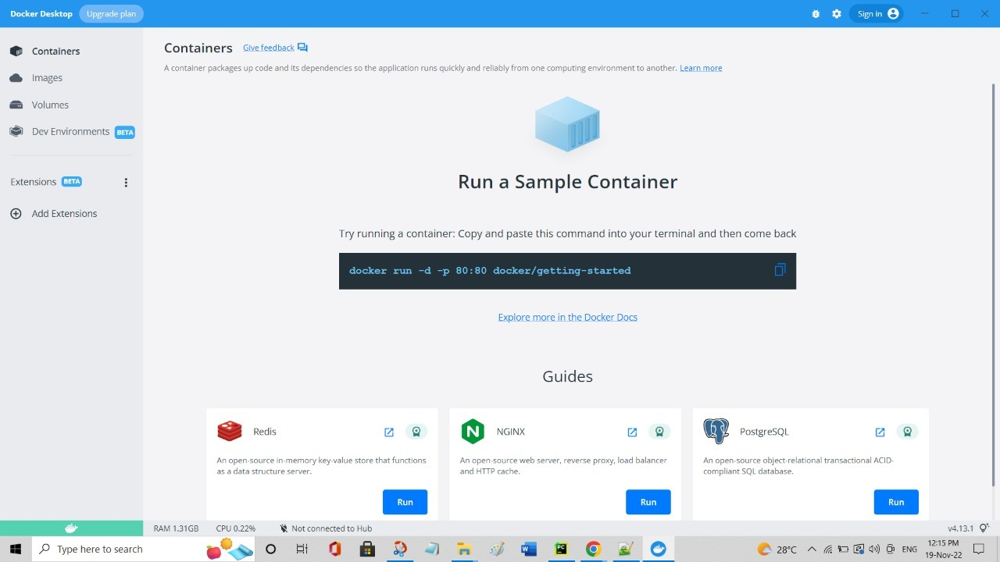 Docker Desktop
Upgrade plan
Sign in
Containers
Images
Volumes
Dev Environments BETA
Extensions BETA
Add Extensions
Containers
Give feedback
A container packages up code and its dependencies so the application runs quickly and reliably from one computing environment to another. Learn more
Run a Sample Container
Try running a container: Copy and paste this command into your terminal and then come back
docker run -d -p 80:80 docker/getting-started
Explore more in the Docker Docs
Guides
Redis
An open-source in-memory key-value store that functions
as a data structure server.
Run
NGINX
An open-source web server, reverse proxy, load balancer
and HTTP cache.
Run
PostgreSQL
An open-source object-relational transactional ACID-
compliant SQL database.
Run
RAM 1.31GB
CPU 0.22%
Not connected to Hub
v4.13.1
Type here to search
W
PC
28°C
ENG
12:15 PM
19-Nov-22